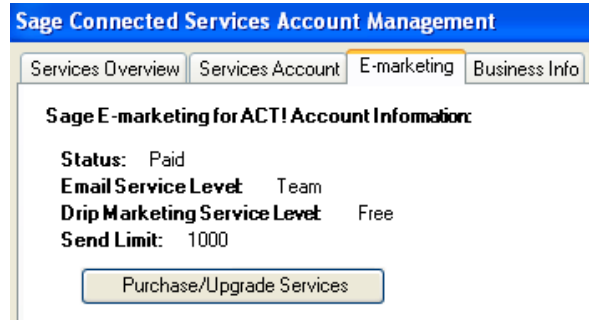 Sage Connected Services Account Management
Services Overview Services Account E-marketing Business Info
Sage E-marketing for ACT! Account Information:
Status: Paid
Email Service Level: Team
Drip Marketing Service Level: Free
Send Limit: 1000
Purchase/Upgrade Services